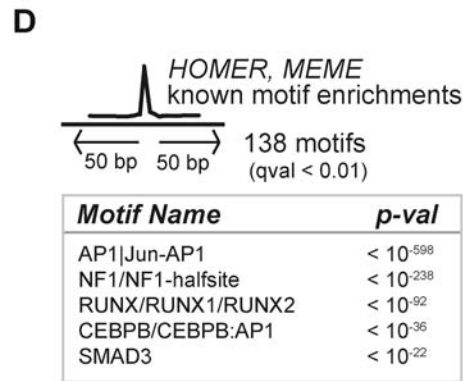 D
HOMER, MEME
known motif enrichments
50 bp 50 bp
138 motifs
(qval < 0.01)
Motif Name p-val
AP1|Jun-AP1 < 10⁻⁵⁹⁸
NF1/NF1-halfsite < 10⁻²³⁸
RUNX/RUNX1/RUNX2 < 10⁻⁹²
CEBPB/CEBPB:AP1 < 10⁻³⁶
SMAD3 < 10⁻²²